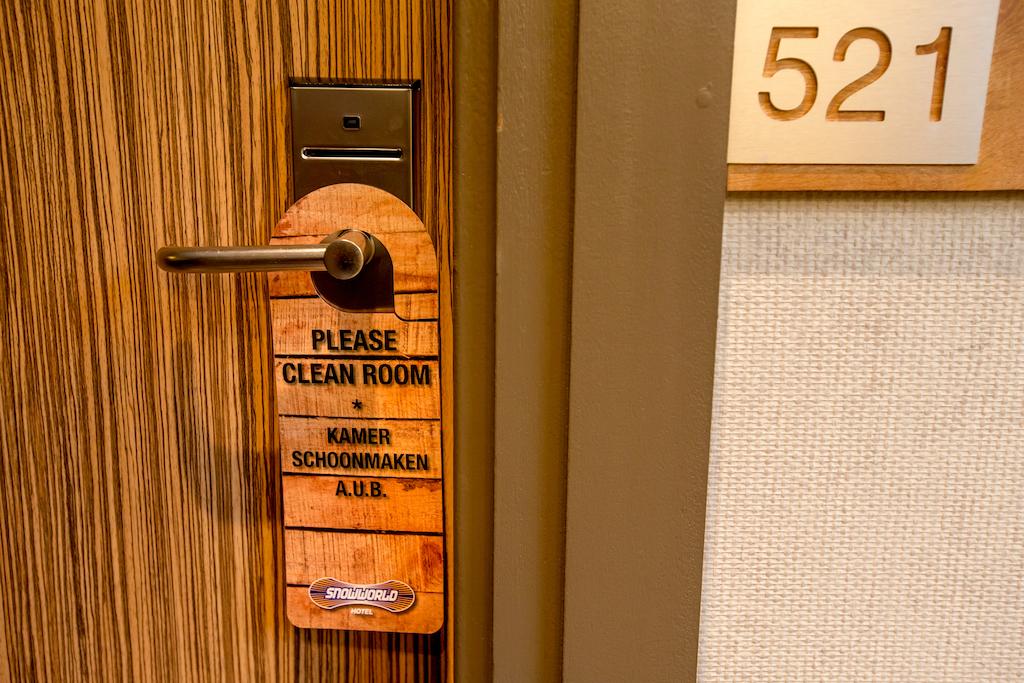 521
PLEASE
CLEAN ROOM
*
KAMER
SCHOONMAKEN
A.U.B.
SNOWWORLD
HOTEL